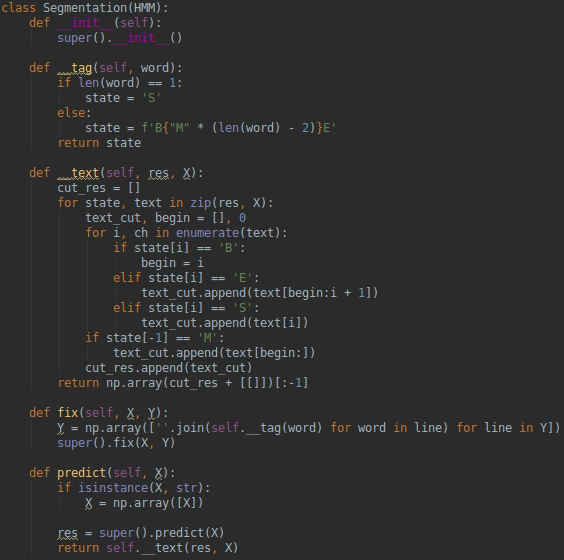 class Segmentation(HMM):
    def __init__(self):
        super().__init__()

    def __tag(self, word):
        if len(word) == 1:
            state = 'S'
        else:
            state = f'B{"M" * (len(word) - 2)}E'
        return state

    def __text(self, res, X):
        cut_res = []
        for state, text in zip(res, X):
            text_cut, begin = [], 0
            for i, ch in enumerate(text):
                if state[i] == 'B':
                    begin = i
                elif state[i] == 'E':
                    text_cut.append(text[begin:i + 1])
                elif state[i] == 'S':
                    text_cut.append(text[i])
            if state[-1] == 'M':
                text_cut.append(text[begin:])
            cut_res.append(text_cut)
        return np.array(cut_res + [[]])[:-1]

    def fix(self, X, Y):
        Y = np.array([''.join(self.__tag(word) for word in line) for line in Y])
        super().fix(X, Y)

    def predict(self, X):
        if isinstance(X, str):
            X = np.array([X])

        res = super().predict(X)
        return self.__text(res, X)